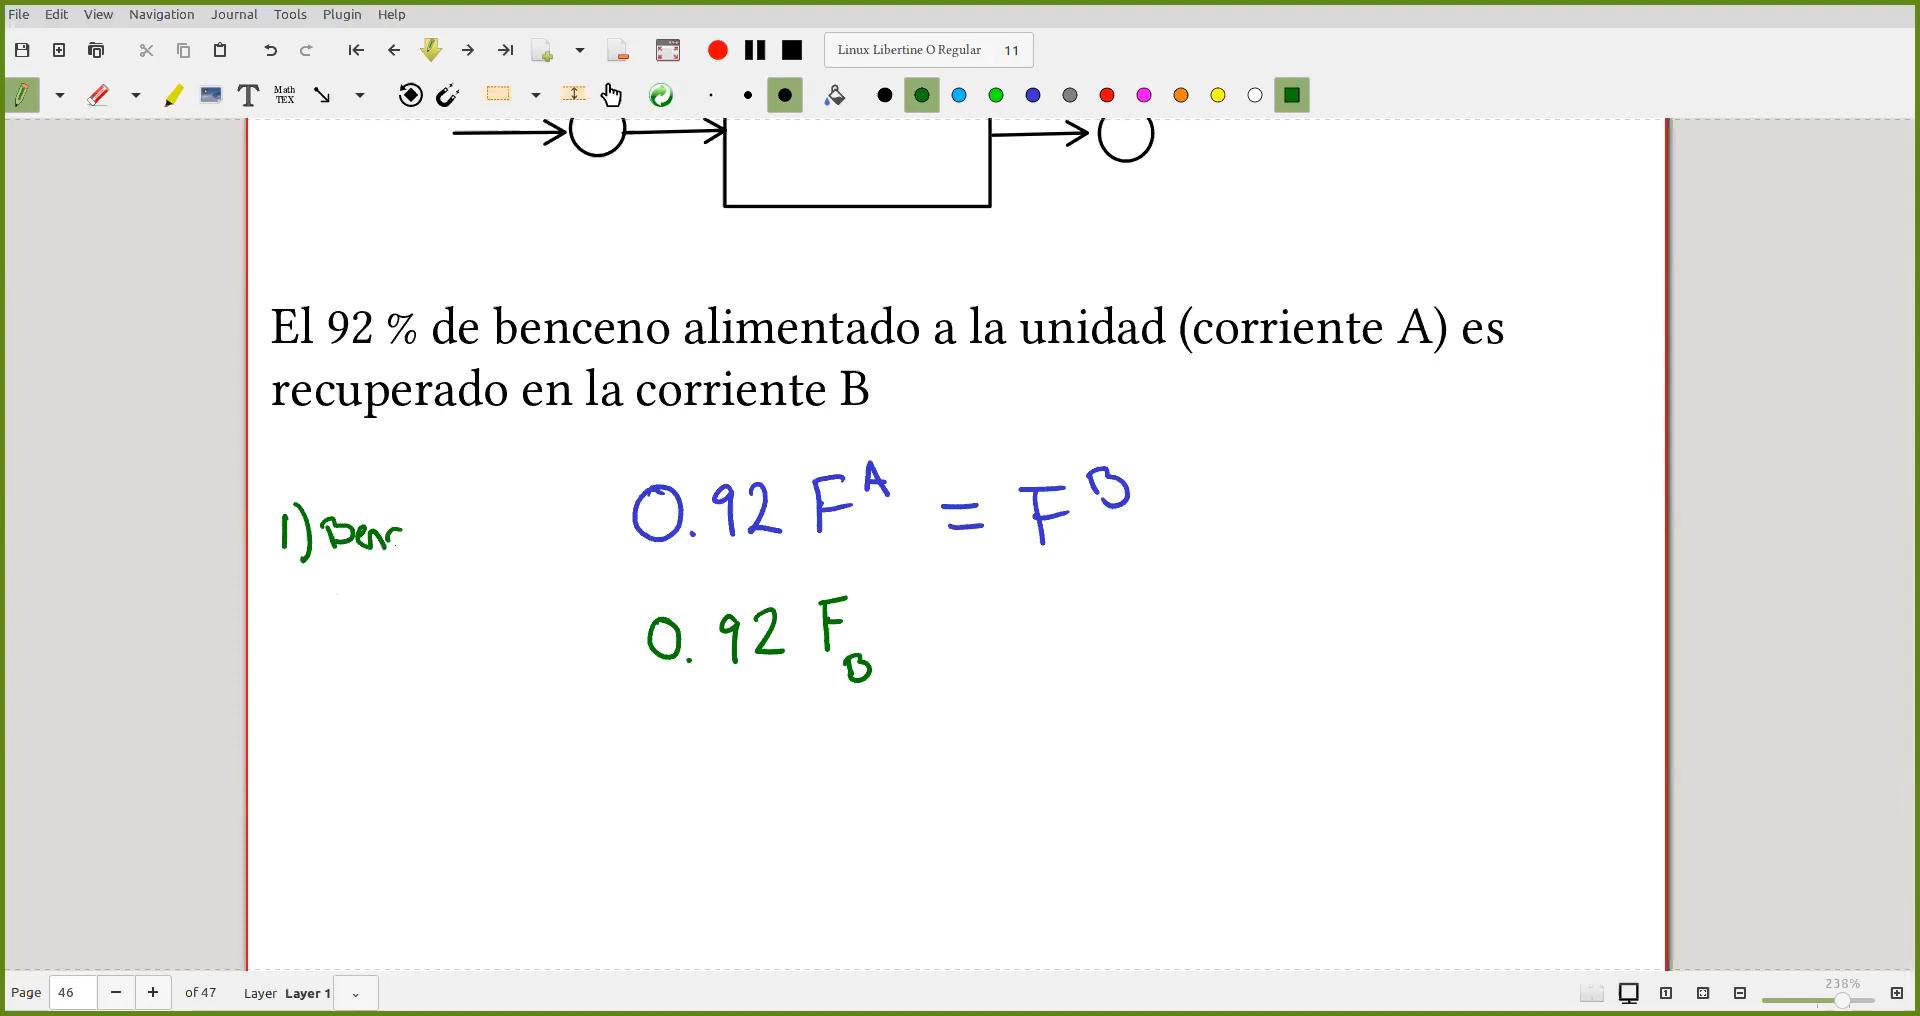 File Edit View Navigation Journal Tools Plugin Help
Linux Libertine O Regular 11
T Math TEX
El 92 % de benceno alimentado a la unidad (corriente A) es
recuperado en la corriente B
0.92 F^A = F^B
1) Benc
0.92 F_B
Page 46 of 47 Layer Layer 1 238%